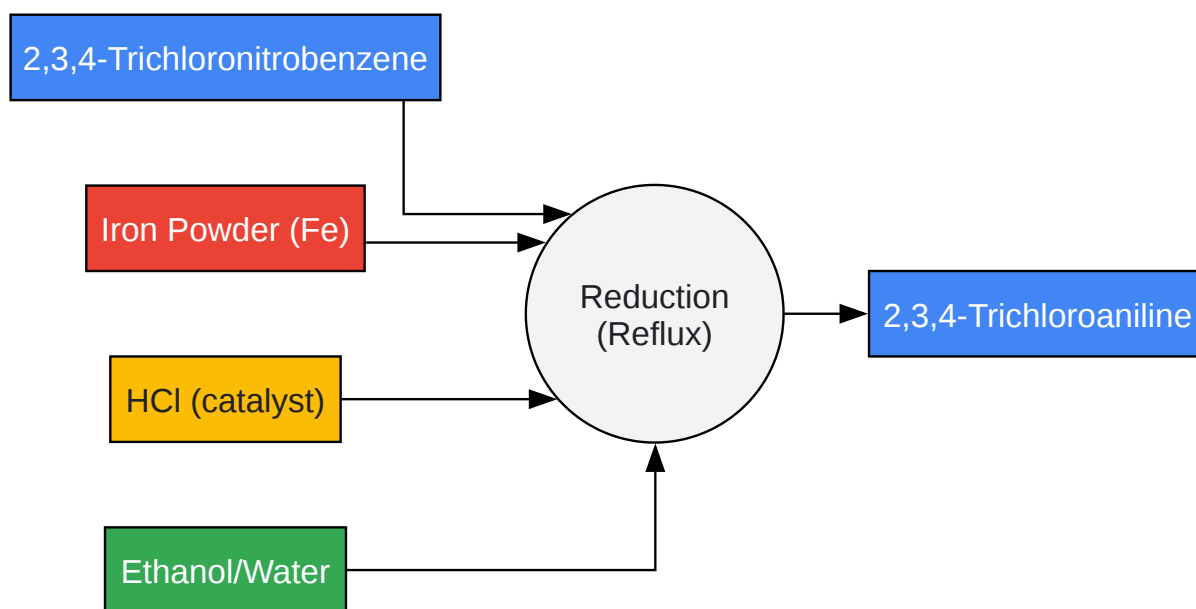 2,3,4-Trichloronitrobenzene
Iron Powder (Fe)
Reduction
(Reflux)
2,3,4-Trichloroaniline
HCl (catalyst)
Ethanol/Water